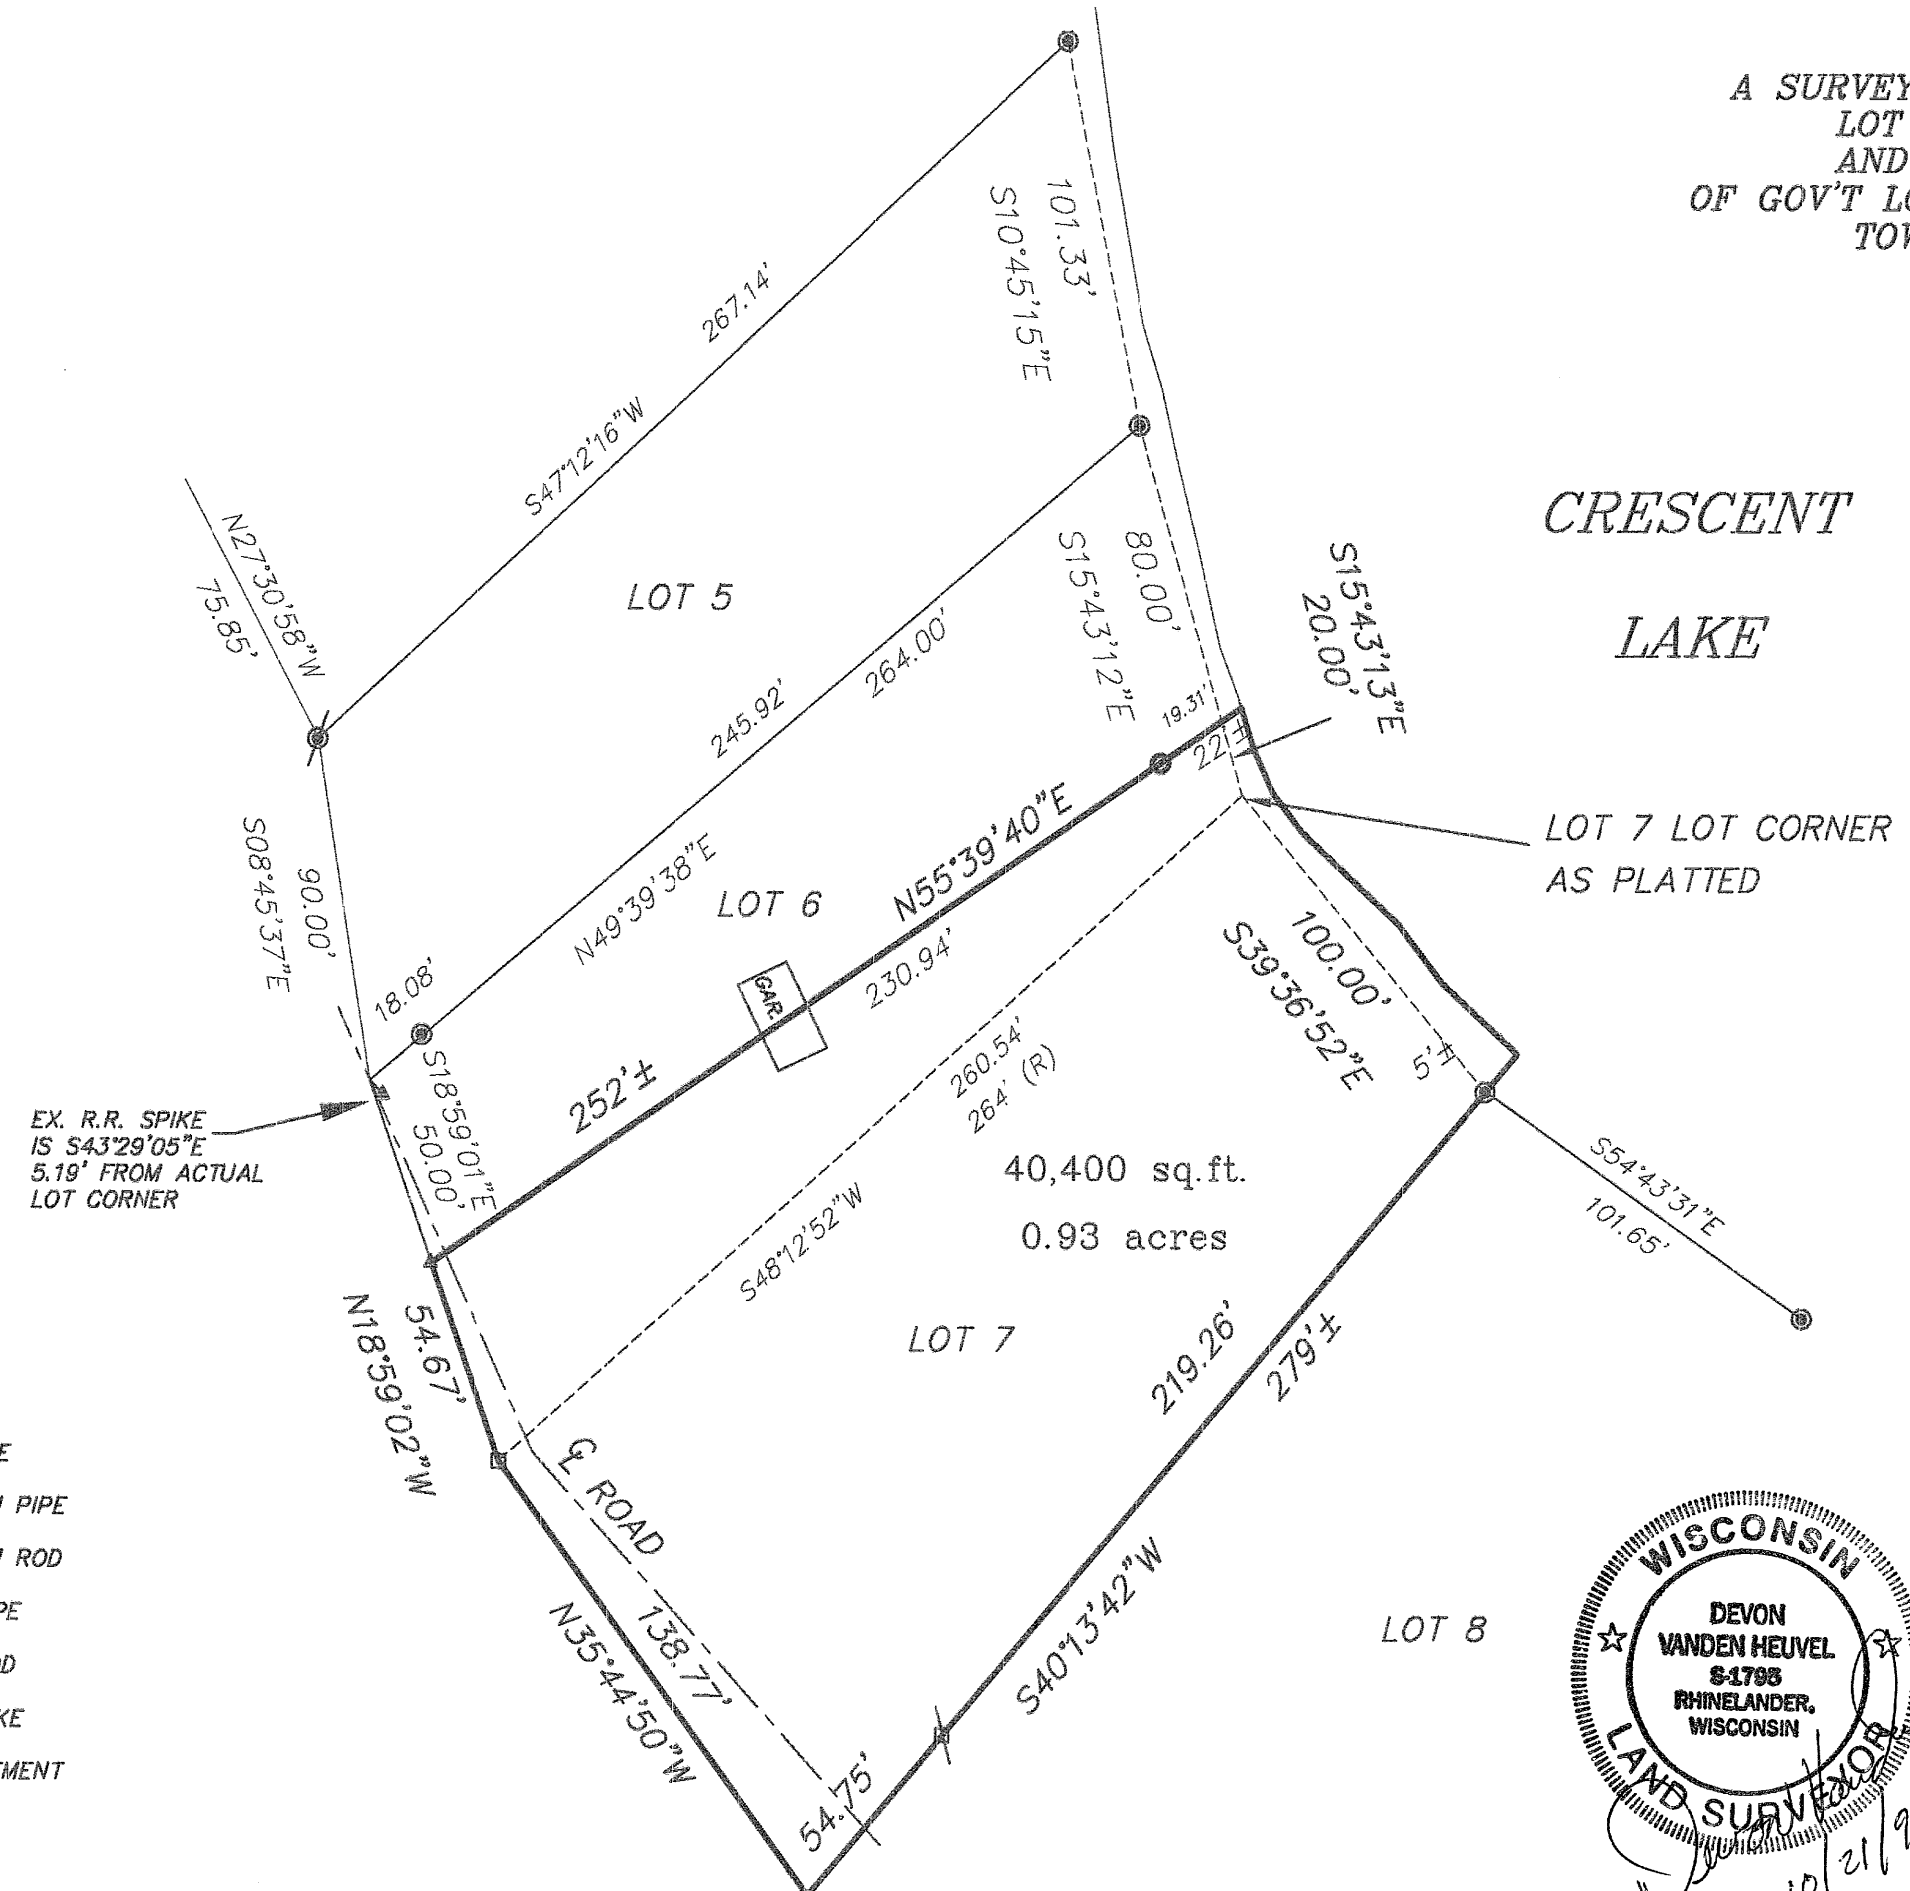 A SURVEY
LOT
AND
OF GOV'T
CRESCENT
LAKE
101.33'
S10°45'15"E
267.14'
S47°12'16"W
N27°30'58"W
75.85'
LOT 5
80.00'
S15°43'12"E
S15°43'13"E
20.00'
264.00'
245.92'
N49°39'38"E
19.31'
22'±
LOT 7 LOT CORNER
AS PLATTED
S08°45'37"E
90.00'
18.08'
LOT 6
N55°39'40"E
230.94'
GAR.
252'±
100.00'
S39°36'52"E
5'±
EX. R.R. SPIKE
IS S43°29'05"E
5.19' FROM ACTUAL
LOT CORNER
S18°59'01"E
50.00'
260.54'
264' (R)
S48°12'52"W
40,400 sq.ft.
0.93 acres
S54°43'31"E
101.65'
54.67'
N18°59'02"W
LOT 7
219.26'
279'±
℄ ROAD
138.77'
N35°44'50"W
S40°13'42"W
54.75'
LOT 8
PIPE
ROD
WISCONSIN
DEVON
VANDEN HEUVEL
S-1798
RHINELANDER,
WISCONSIN
LAND SURVEYOR